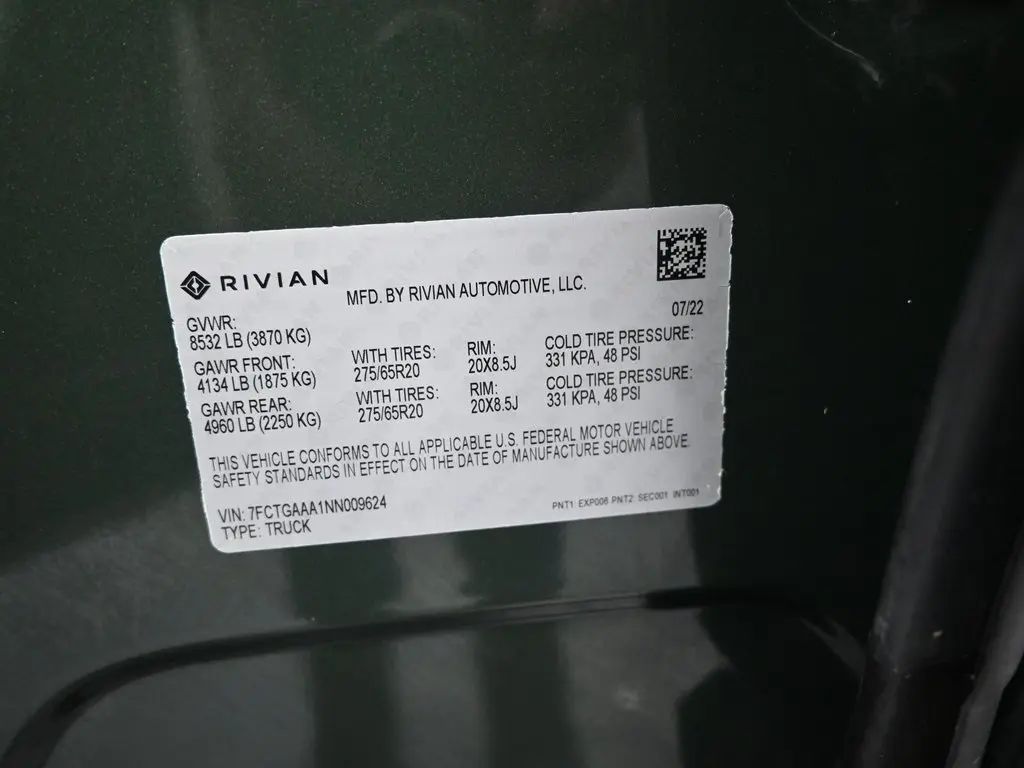 RIVIAN
MFD. BY RIVIAN AUTOMOTIVE, LLC.
07/22
GVWR:
8532 LB (3870 KG)
GAWR FRONT: WITH TIRES: RIM: COLD TIRE PRESSURE:
4134 LB (1875 KG) 275/65R20 20X8.5J 331 KPA, 48 PSI
GAWR REAR: WITH TIRES: RIM: COLD TIRE PRESSURE:
4960 LB (2250 KG) 275/65R20 20X8.5J 331 KPA, 48 PSI
THIS VEHICLE CONFORMS TO ALL APPLICABLE U.S. FEDERAL MOTOR VEHICLE
SAFETY STANDARDS IN EFFECT ON THE DATE OF MANUFACTURE SHOWN ABOVE.
VIN: 7FCTGAAA1NN009624
TYPE: TRUCK
PNT1 EXP006 PNT2 SEC001 INT001